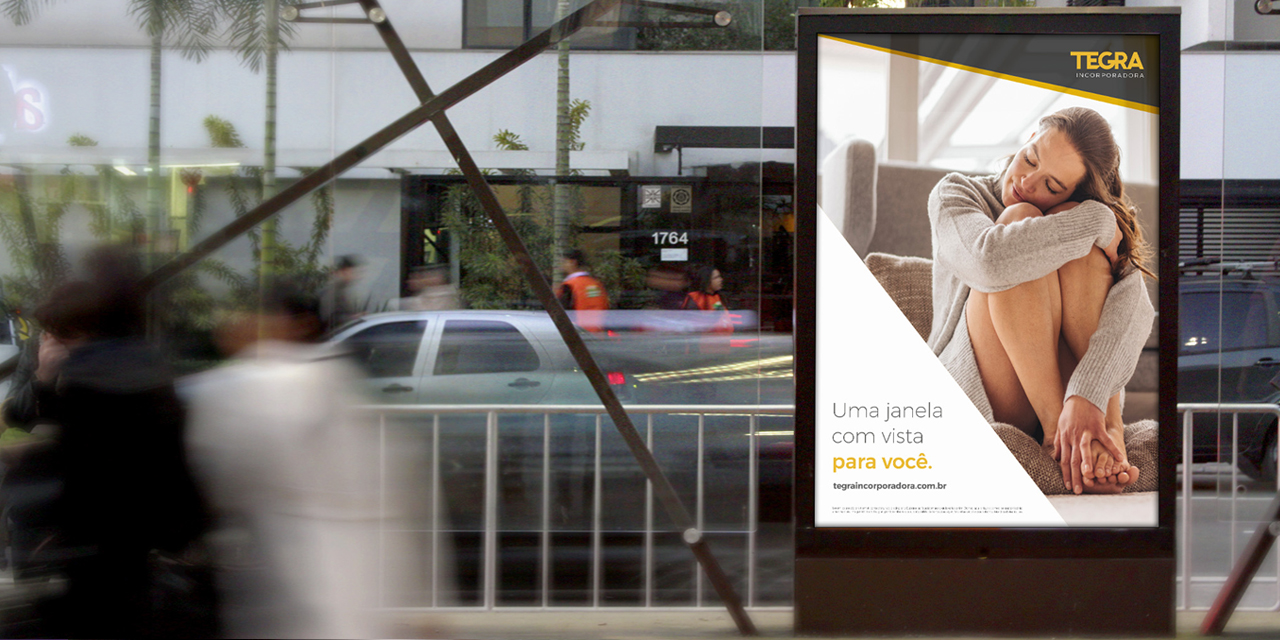 TEGRA
INCORPORADORA
1764
Uma janela
com vista
para você.
tegraincorporadora.com.br